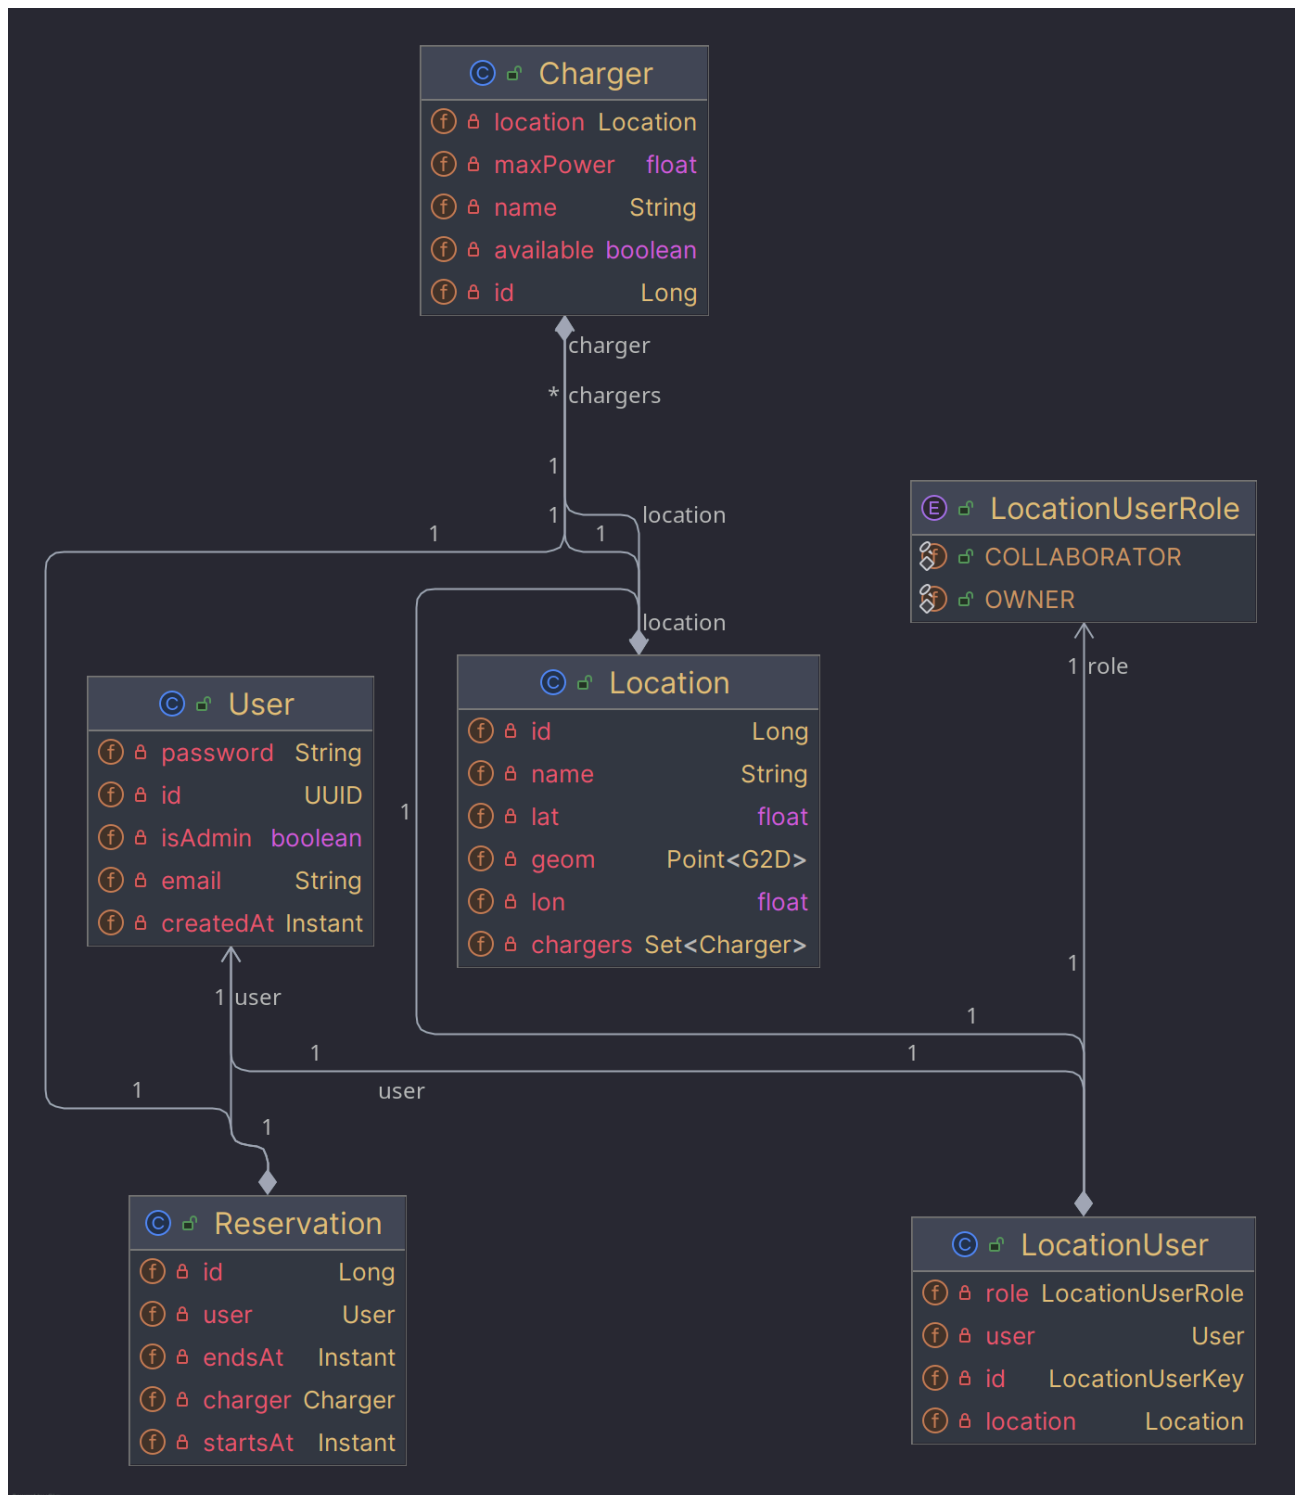 C Charger
f location Location
f maxPower float
f name String
f available boolean
f id Long
charger
* chargers
1
1 location
1 1
E LocationUserRole
f COLLABORATOR
f OWNER
location
1 role
C User
f password String
f id UUID
f isAdmin boolean
f email String
f createdAt Instant
C Location
f id Long
f name String
f lat float
f geom Point<G2D>
f lon float
f chargers Set<Charger>
1
1
1 user
1
1
1
user
1
1
C Reservation
f id Long
f user User
f endsAt Instant
f charger Charger
f startsAt Instant
C LocationUser
f role LocationUserRole
f user User
f id LocationUserKey
f location Location